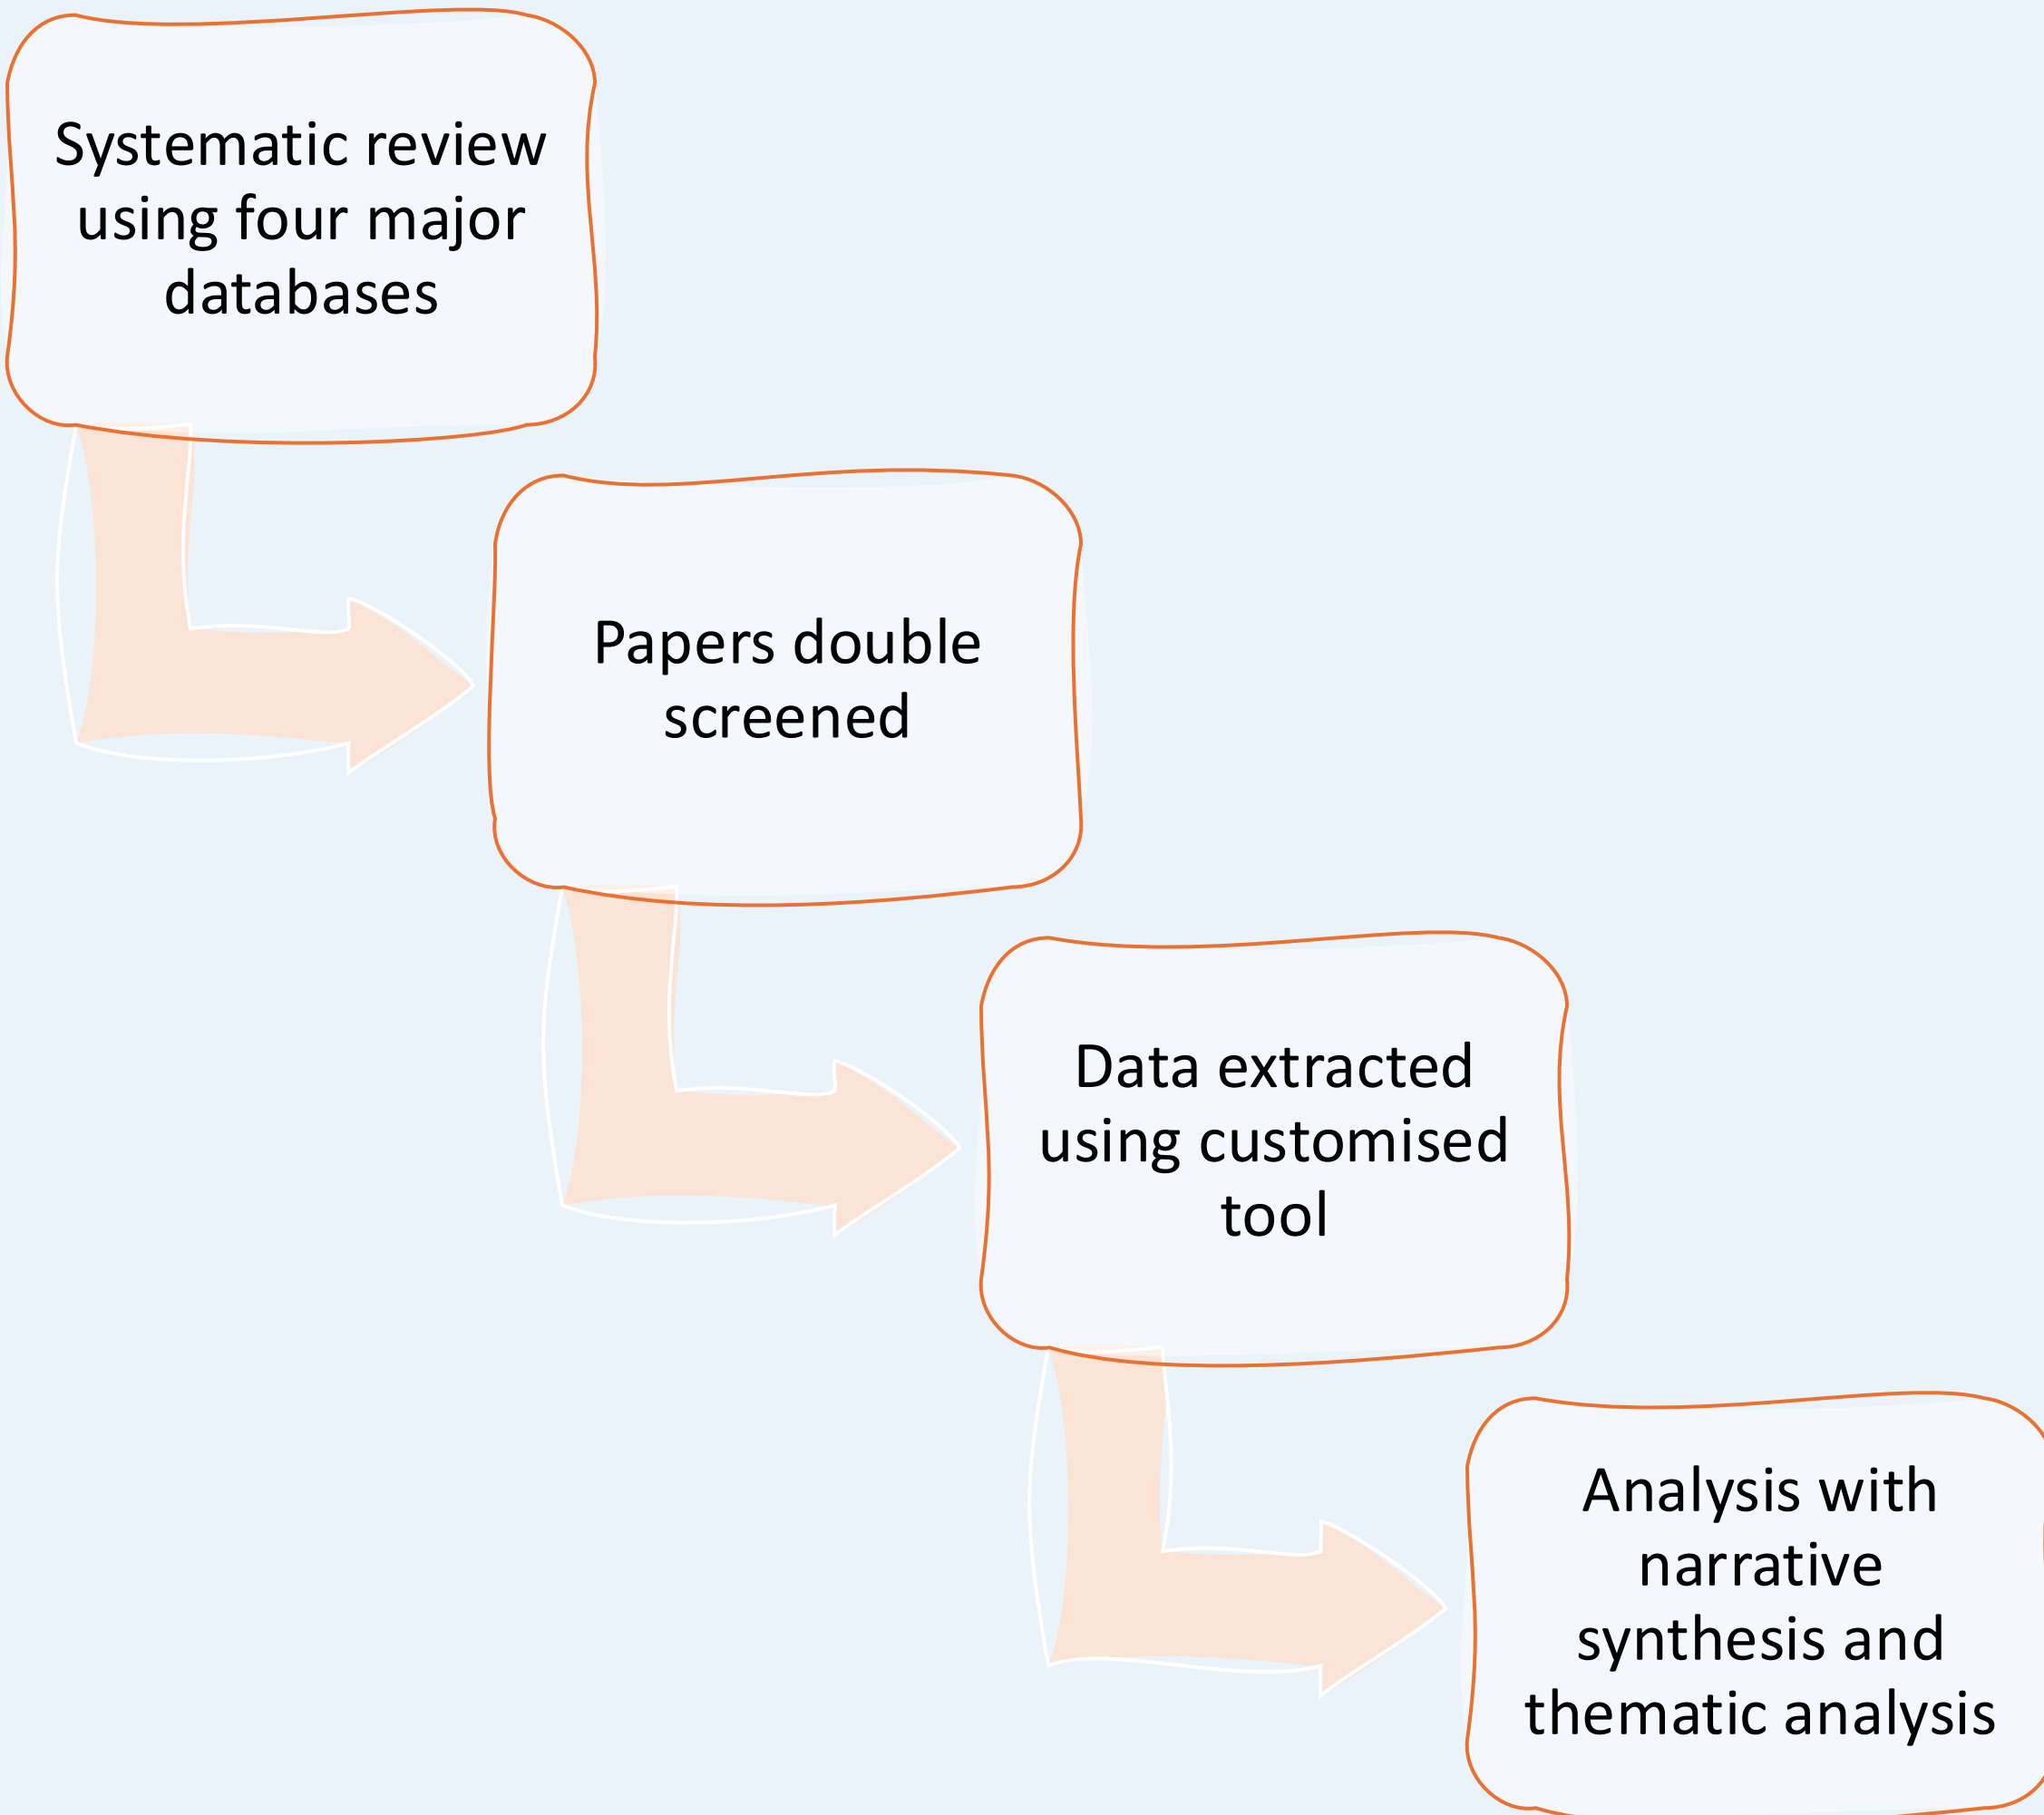 Systematic review
using four major
databases
Papers double
screened
Data extracted
using customised
tool
Analysis with
narrative
synthesis and
thematic analysis